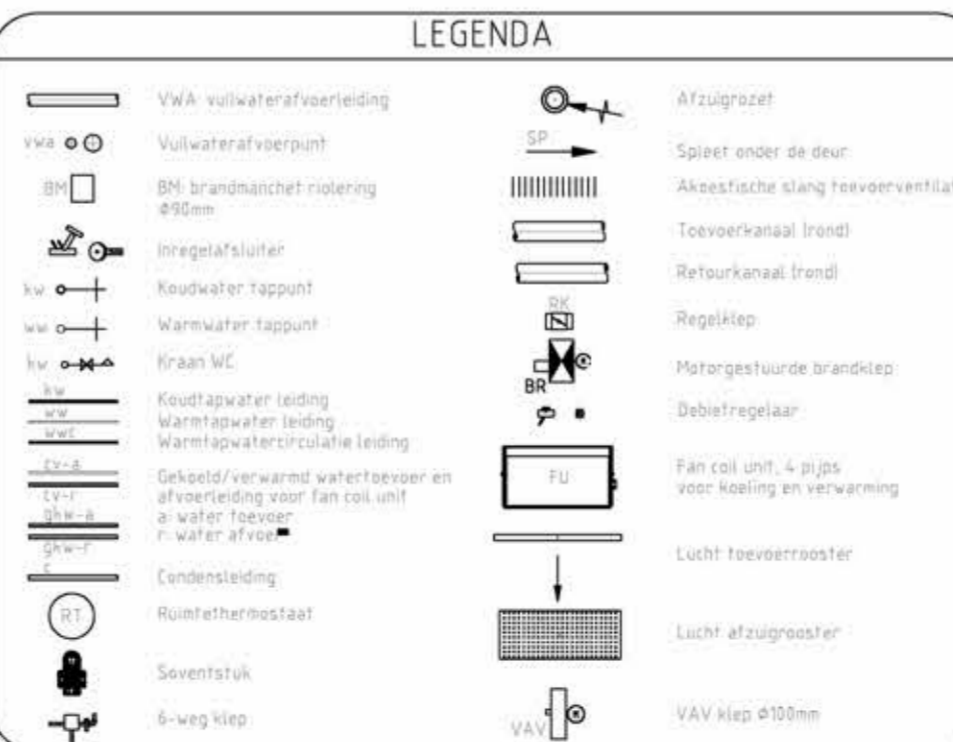 LEGENDA
VWA: vuilwaterafvoerleiding
vwa
Vuilwaterafvoerpunt
BM
BM: brandmanchet riolering
Φ90mm
Inregelafsluiter
kw
Koudwater tappunt
ww
Warmwater tappunt
kw
Kraan WC
kw
Koudtapwater leiding
ww
Warmtapwater leiding
wwc
Warmtapwatercirculatie leiding
cv-a
Gekoeld/verwarmd watertoevoer en
cv-r
afvoerleiding voor fan coil unit
ghw-a
a: water toevoer
r: water afvoer
ghw-r
c
Condensleiding
RT
Ruimtethermostaat
Soventstuk
6-weg klep
Afzuigrozet
SP
Spleet onder de deur
Akoestische slang toevoerventilat
Toevoerkanaal (rond)
Retourkanaal (rond)
RK
Regelklep
Motorgestuurde brandklep
BR
Debietregelaar
FU
Fan coil unit, 4 pijps
voor koeling en verwarming
Lucht toevoerrooster
Lucht afzuigrooster
VAV
VAV klep Φ100mm